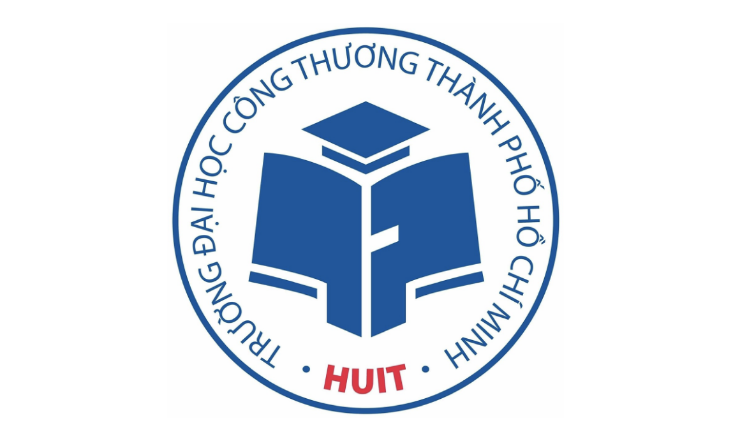 TRƯỜNG ĐẠI HỌC CÔNG THƯƠNG THÀNH PHỐ HỒ CHÍ MINH
• HUIT •